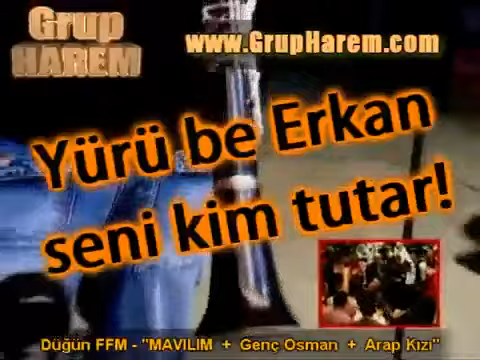 Grup
HAREM
www.GrupHarem.com
Yürü be Erkan
seni kim tutar!
Düğün FFM - "MAVILIM + Genç Osman + Arap Kızı"